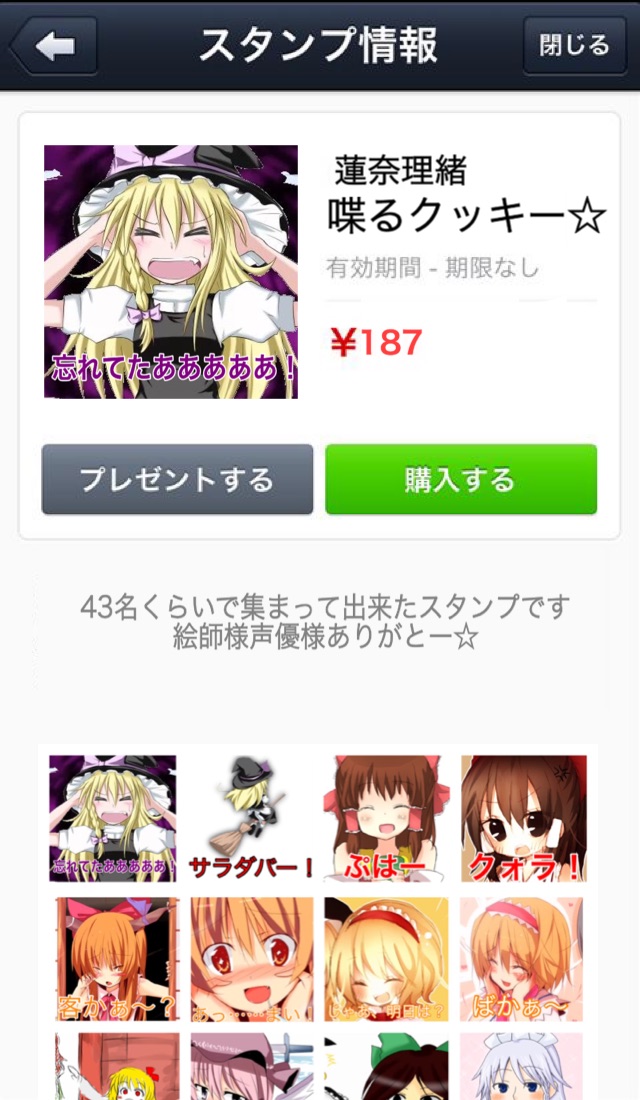 スタンプ情報
閉じる
蓮奈理緒
喋るクッキー☆
有効期間 - 期限なし
¥187
忘れてたあああああ!
プレゼントする
購入する
43名くらいで集まって出来たスタンプです
絵師様声優様ありがとー☆
忘れてたあああああ!
サラダバー!
ぷはー
クォラ!
客かぁ〜?
あっ……まい!
じゃあ、明日は?
ばかぁ〜